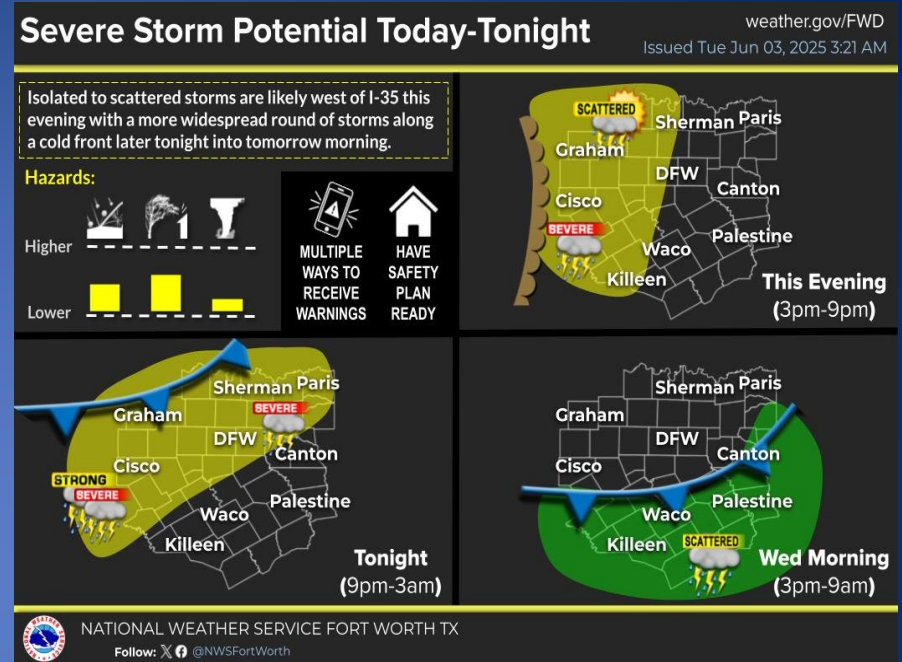 Severe Storm Potential Today-Tonight
weather.gov/FWD
Issued Tue Jun 03, 2025 3:21 AM
Isolated to scattered storms are likely west of I-35 this
evening with a more widespread round of storms along
a cold front later tonight into tomorrow morning.
Hazards:
Higher
Lower
MULTIPLE
WAYS TO
RECEIVE
WARNINGS
HAVE
SAFETY
PLAN
READY
SCATTERED
Sherman Paris
Graham
DFW
Canton
Cisco
SEVERE
Waco
Palestine
Killeen
This Evening
(3pm-9pm)
Sherman Paris
Graham
SEVERE
DFW
Canton
Cisco
STRONG
SEVERE
Palestine
Waco
Killeen
Tonight
(9pm-3am)
Sherman Paris
Graham
DFW
Canton
Cisco
Palestine
Waco
Killeen
SCATTERED
Wed Morning
(3pm-9am)
NATIONAL WEATHER SERVICE FORT WORTH TX
Follow: X f @NWSFortWorth